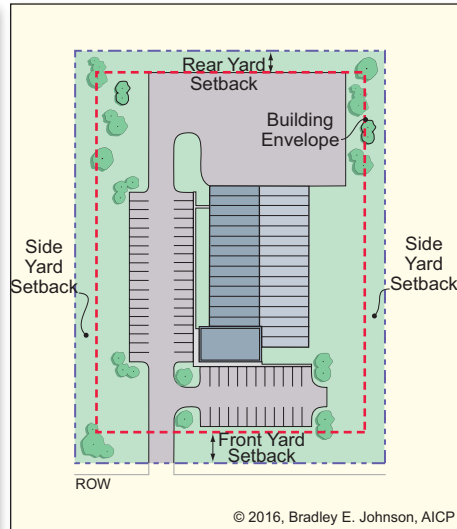 Rear Yard
Setback
Building
Envelope
Side
Yard
Setback
Side
Yard
Setback
Front Yard
Setback
ROW
© 2016, Bradley E. Johnson, AICP